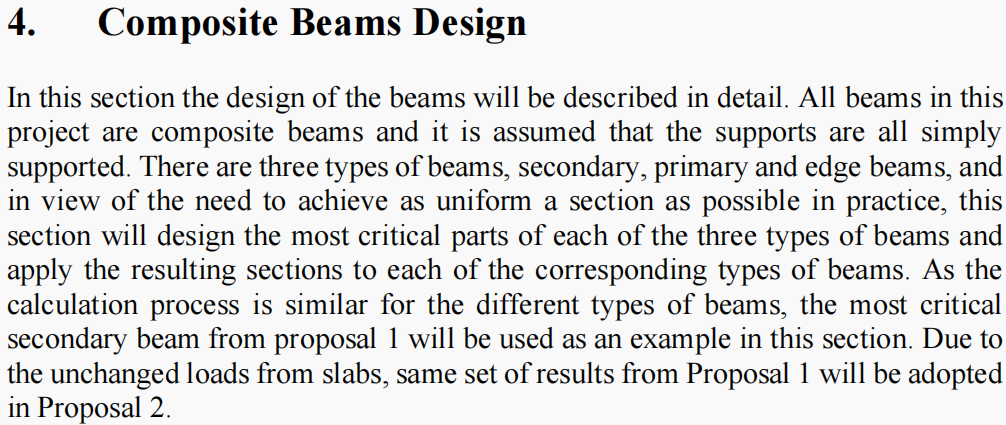 4. Composite Beams Design
In this section the design of the beams will be described in detail. All beams in this
project are composite beams and it is assumed that the supports are all simply
supported. There are three types of beams, secondary, primary and edge beams, and
in view of the need to achieve as uniform a section as possible in practice, this
section will design the most critical parts of each of the three types of beams and
apply the resulting sections to each of the corresponding types of beams. As the
calculation process is similar for the different types of beams, the most critical
secondary beam from proposal 1 will be used as an example in this section. Due to
the unchanged loads from slabs, same set of results from Proposal 1 will be adopted
in Proposal 2.